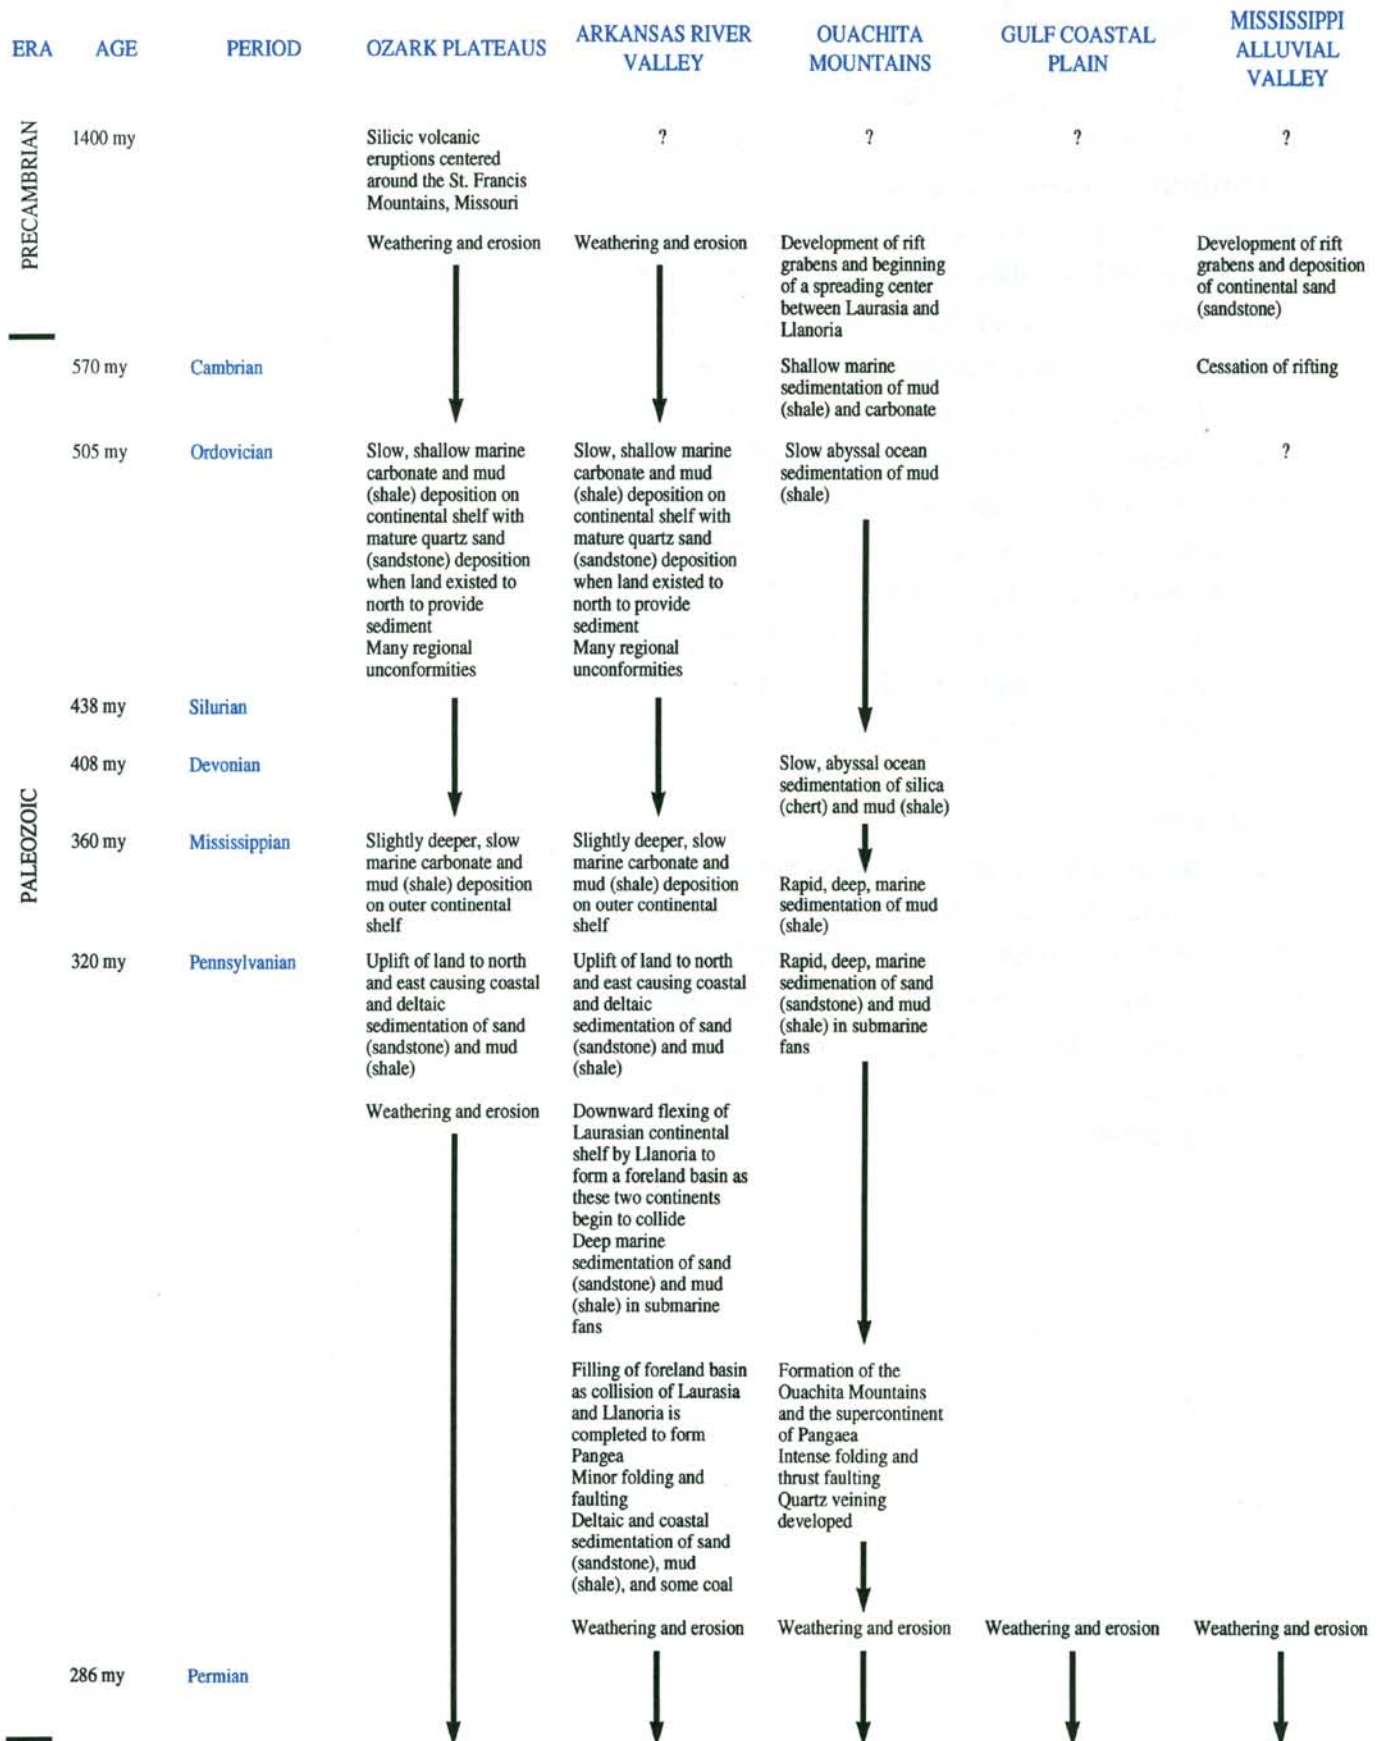 ERA
AGE
PERIOD
OZARK PLATEAUS
ARKANSAS RIVER
VALLEY
OUACHITA
MOUNTAINS
GULF COASTAL
PLAIN
MISSISSIPPI
ALLUVIAL
VALLEY
PRECAMBRIAN
1400 my
Silicic volcanic
eruptions centered
around the St. Francis
Mountains, Missouri
?
?
?
?
Weathering and erosion
Weathering and erosion
Development of rift
grabens and beginning
of a spreading center
between Laurasia and
Llanoria
Development of rift
grabens and deposition
of continental sand
(sandstone)
PALEOZOIC
570 my
Cambrian
Shallow marine
sedimentation of mud
(shale) and carbonate
Cessation of rifting
505 my
Ordovician
Slow, shallow marine
carbonate and mud
(shale) deposition on
continental shelf with
mature quartz sand
(sandstone) deposition
when land existed to
north to provide
sediment
Many regional
unconformities
Slow, shallow marine
carbonate and mud
(shale) deposition on
continental shelf with
mature quartz sand
(sandstone) deposition
when land existed to
north to provide
sediment
Many regional
unconformities
Slow abyssal ocean
sedimentation of mud
(shale)
?
438 my
Silurian
408 my
Devonian
Slow, abyssal ocean
sedimentation of silica
(chert) and mud (shale)
360 my
Mississippian
Slightly deeper, slow
marine carbonate and
mud (shale) deposition
on outer continental
shelf
Slightly deeper, slow
marine carbonate and
mud (shale) deposition
on outer continental
shelf
Rapid, deep, marine
sedimentation of mud
(shale)
320 my
Pennsylvanian
Uplift of land to north
and east causing coastal
and deltaic
sedimentation of sand
(sandstone) and mud
(shale)
Uplift of land to north
and east causing coastal
and deltaic
sedimentation of sand
(sandstone) and mud
(shale)
Rapid, deep, marine
sedimenation of sand
(sandstone) and mud
(shale) in submarine
fans
Weathering and erosion
Downward flexing of
Laurasian continental
shelf by Llanoria to
form a foreland basin as
these two continents
begin to collide
Deep marine
sedimentation of sand
(sandstone) and mud
(shale) in submarine
fans
Filling of foreland basin
as collision of Laurasia
and Llanoria is
completed to form
Pangea
Minor folding and
faulting
Deltaic and coastal
sedimentation of sand
(sandstone), mud
(shale), and some coal
Formation of the
Ouachita Mountains
and the supercontinent
of Pangaea
Intense folding and
thrust faulting
Quartz veining
developed
Weathering and erosion
Weathering and erosion
Weathering and erosion
Weathering and erosion
286 my
Permian